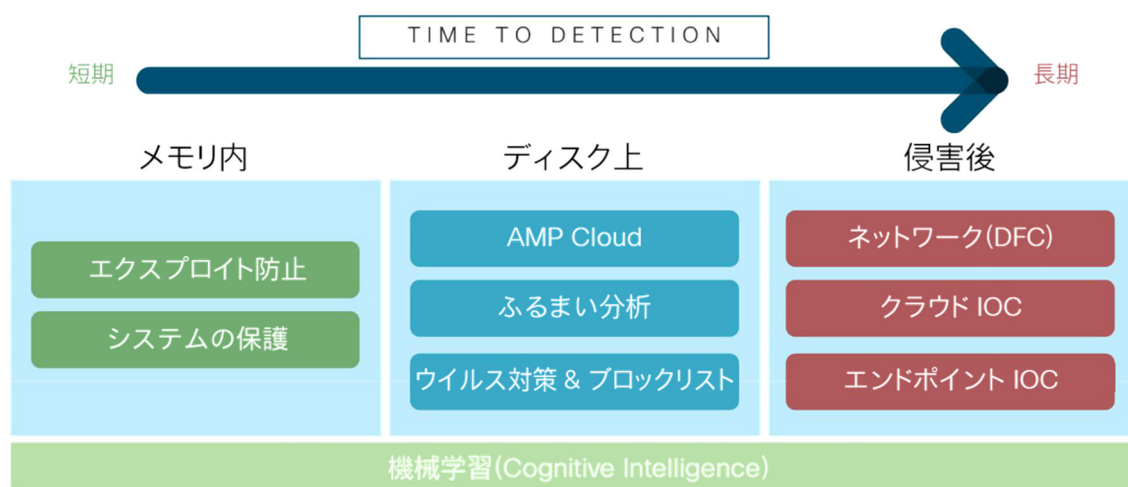 TIME TO DETECTION
短期
長期
メモリ内
ディスク上
侵害後
エクスプロイト防止
システムの保護
AMP Cloud
ふるまい分析
ウイルス対策 & ブロックリスト
ネットワーク(DFC)
クラウド IOC
エンドポイント IOC
機械学習(Cognitive Intelligence)